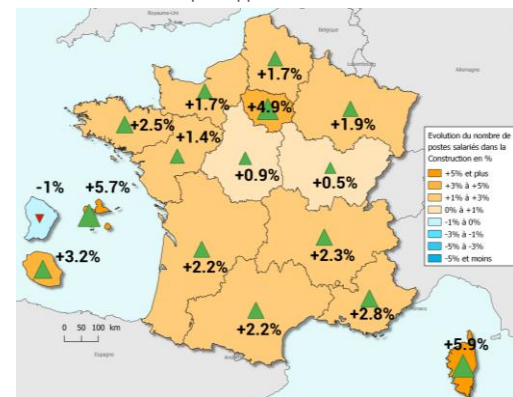 Royaume-Uni
Belgique
Luxembourg
Allemagne
+1.7%
+1.7%
+4.9%
+1.9%
+2.5%
+1.4%
+0.9%
+0.5%
-1%
+5.7%
+3.2%
+2.2%
+2.3%
+2.2%
+2.8%
+5.9%
Evolution du nombre de
postes salariés dans la
Construction en %
+5% et plus
+3% à +5%
+1% à +3%
0% à +1%
-1% à 0%
-3% à -1%
-5% à -3%
-5% et moins
0 50 100 km
Espagne